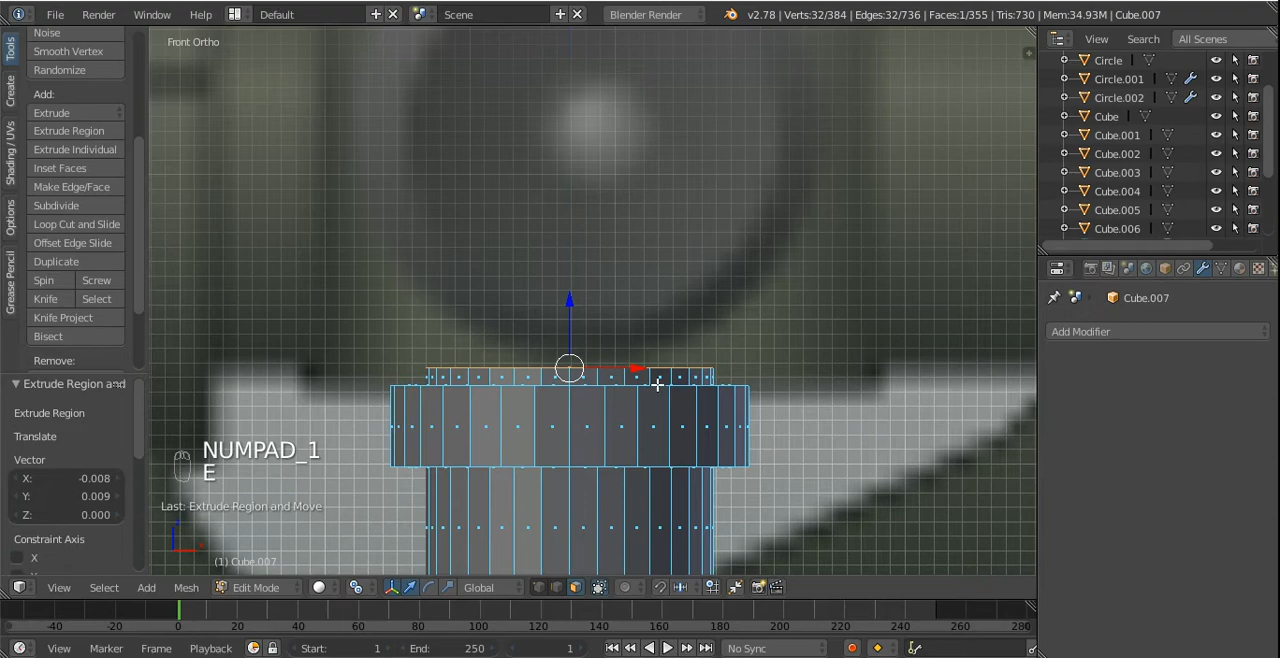 File Render Window Help Default Scene Blender Render v2.78 | Verts:32/384 | Edges:32/736 | Faces:1/355 | Tris:730 | Mem:34.93M | Cube.007
Tools
Create
Shading / UVs
Options
Grease Pencil
Noise
Smooth Vertex
Randomize
Add:
Extrude
Extrude Region
Extrude Individual
Inset Faces
Make Edge/Face
Subdivide
Loop Cut and Slide
Offset Edge Slide
Duplicate
Spin Screw
Knife Select
Knife Project
Bisect
Remove:
Extrude Region and
Extrude Region
Translate
Vector
X: -0.008
Y: 0.009
Z: 0.000
Constraint Axis
X
Front Ortho
NUMPAD_1
E
Last: Extrude Region and Move
(1) Cube.007
View Search All Scenes
Circle
Circle.001
Circle.002
Cube
Cube.001
Cube.002
Cube.003
Cube.004
Cube.005
Cube.006
Cube.007
Add Modifier
View Select Add Mesh Edit Mode Global
-40 -20 0 20 40 60 80 100 120 140 160 180 200 220 240 260 280
View Marker Frame Playback Start: 1 End: 250 1 No Sync